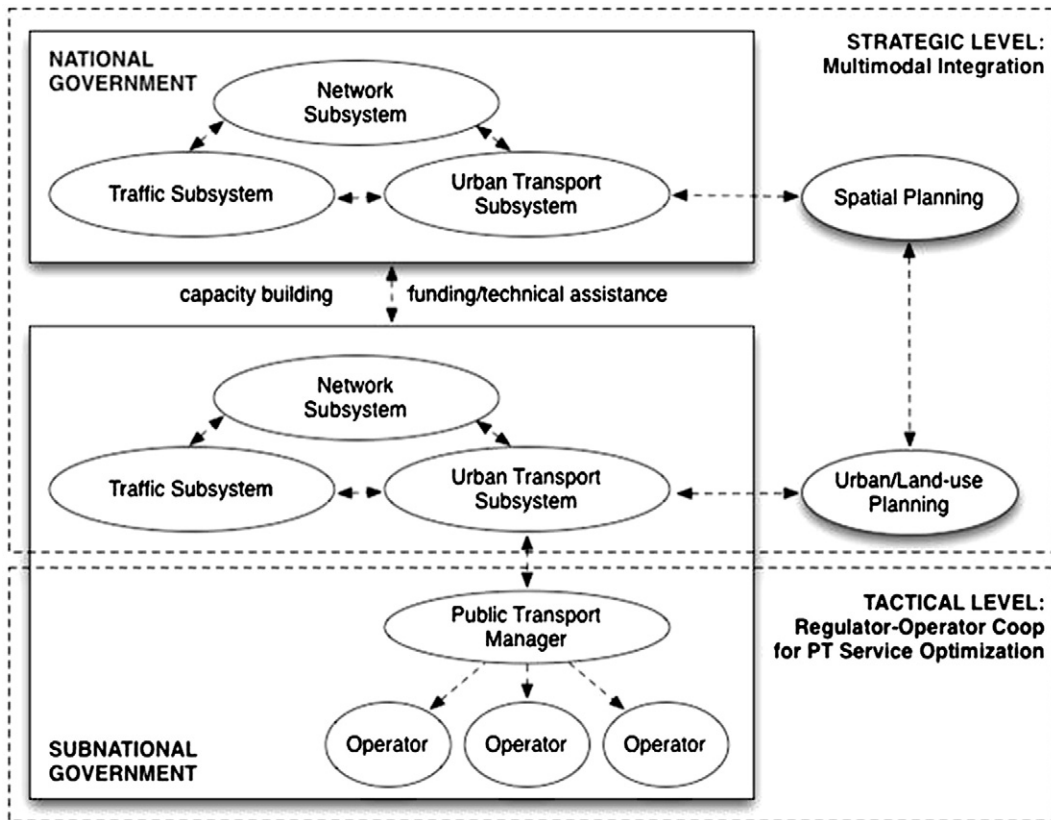 NATIONAL
GOVERNMENT
STRATEGIC LEVEL:
Multimodal Integration
Network
Subsystem
Traffic Subsystem
Urban Transport
Subsystem
Spatial Planning
capacity building
funding/technical assistance
Network
Subsystem
Traffic Subsystem
Urban Transport
Subsystem
Urban/Land-use
Planning
Public Transport
Manager
TACTICAL LEVEL:
Regulator-Operator Coop
for PT Service Optimization
Operator
Operator
Operator
SUBNATIONAL
GOVERNMENT